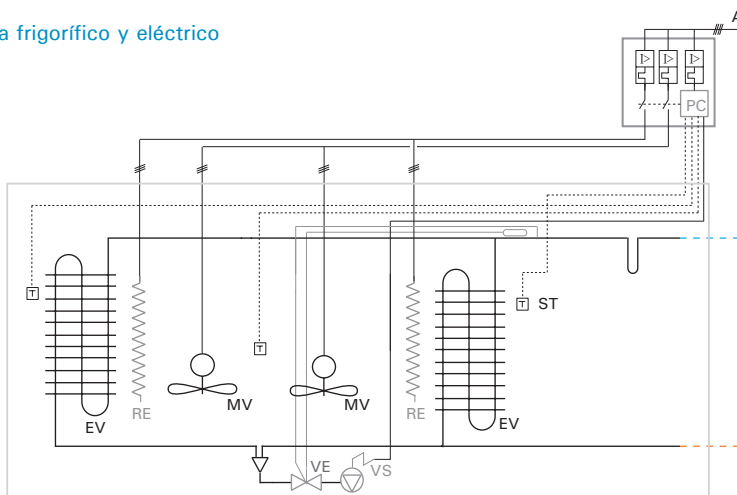 a frigorífico y eléctrico
A
I>
I>
I>
PC
T
T
T
ST
RE
MV
MV
RE
EV
EV
VE
VS